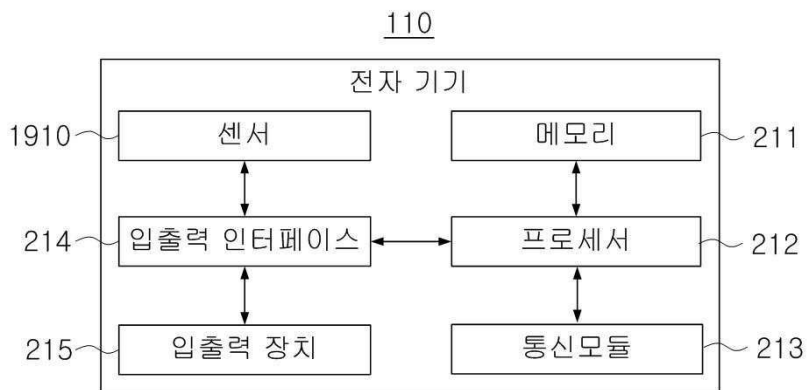 110
전자 기기
1910 센서 메모리 211
214 입출력 인터페이스 프로세서 212
215 입출력 장치 통신모듈 213